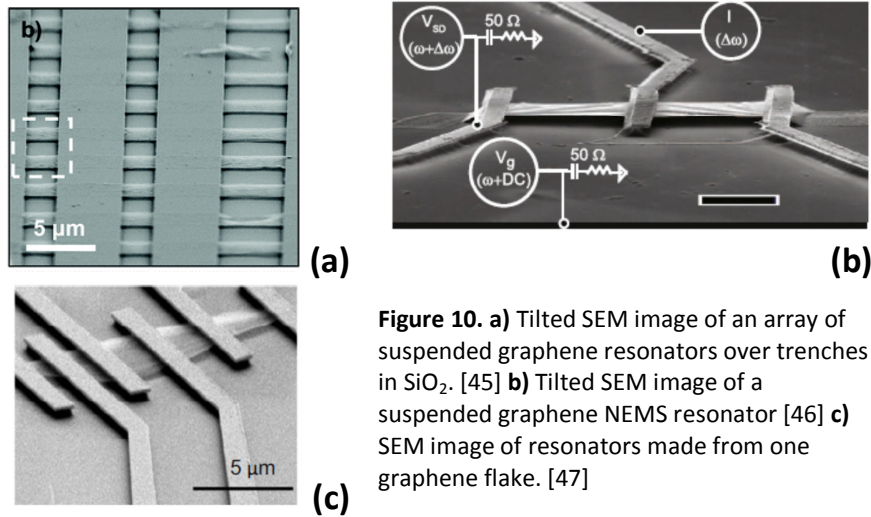 b)
5 µm
(a)
V_SD
(ω+Δω)
50 Ω
I
(Δω)
V_g
(ω+DC)
50 Ω
(b)
5 µm
(c)
Figure 10. a) Tilted SEM image of an array of
suspended graphene resonators over trenches
in SiO₂. [45] b) Tilted SEM image of a
suspended graphene NEMS resonator [46] c)
SEM image of resonators made from one
graphene flake. [47]